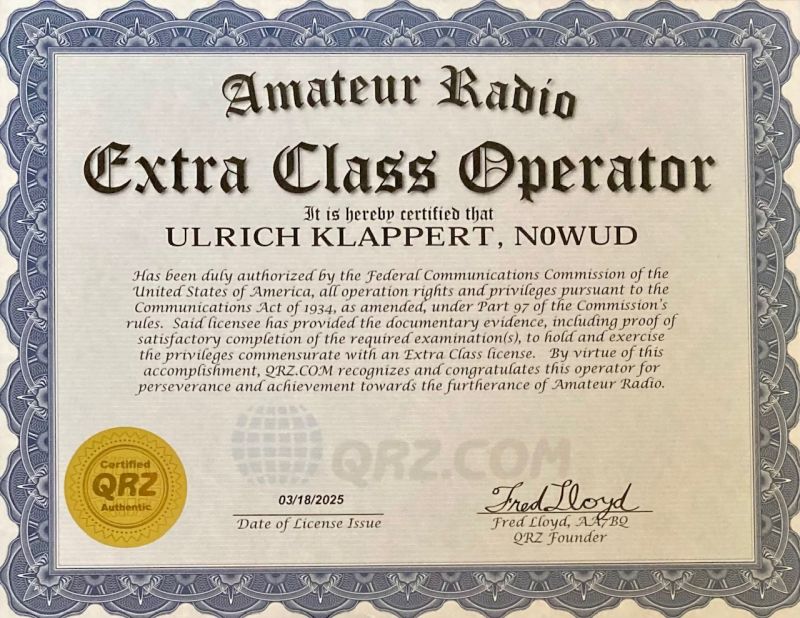 Amateur Radio
Extra Class Operator
It is hereby certified that
ULRICH KLAPPERT, N0WUD
Has been duly authorized by the Federal Communications Commission of the
United States of America, all operation rights and privileges pursuant to the
Communications Act of 1934, as amended, under Part 97 of the Commission's
rules. Said licensee has provided the documentary evidence, including proof of
satisfactory completion of the required examination(s), to hold and exercise
the privileges commensurate with an Extra Class license. By virtue of this
accomplishment, QRZ.COM recognizes and congratulates this operator for
perseverance and achievement towards the furtherance of Amateur Radio.
QRZ.COM
Certified
QRZ
Authentic
03/18/2025
Date of License Issue
Fred Lloyd
Fred Lloyd, AA7BQ
QRZ Founder